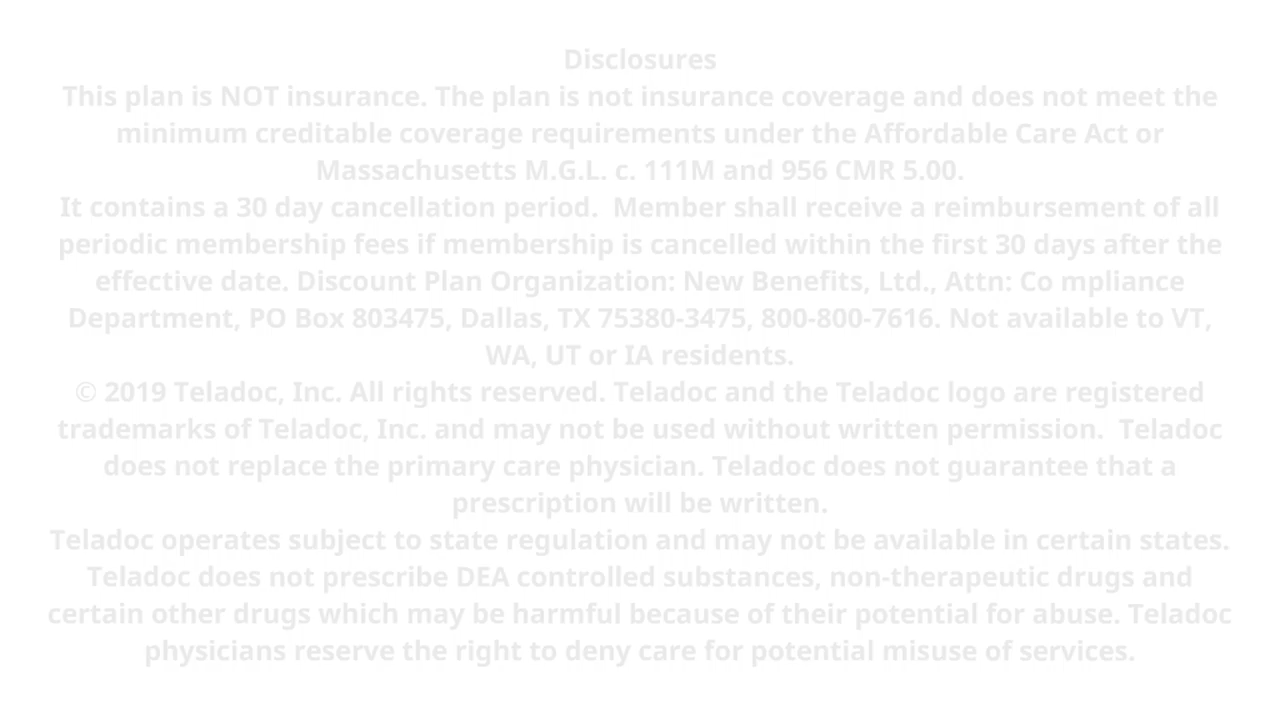 Disclosures
This plan is NOT insurance. The plan is not insurance coverage and does not meet the
minimum creditable coverage requirements under the Affordable Care Act or
Massachusetts M.G.L. c. 111M and 956 CMR 5.00.
It contains a 30 day cancellation period.  Member shall receive a reimbursement of all
periodic membership fees if membership is cancelled within the first 30 days after the
effective date. Discount Plan Organization: New Benefits, Ltd., Attn: Co mpliance
Department, PO Box 803475, Dallas, TX 75380-3475, 800-800-7616. Not available to VT,
WA, UT or IA residents.
© 2019 Teladoc, Inc. All rights reserved. Teladoc and the Teladoc logo are registered
trademarks of Teladoc, Inc. and may not be used without written permission.  Teladoc
does not replace the primary care physician. Teladoc does not guarantee that a
prescription will be written.
Teladoc operates subject to state regulation and may not be available in certain states.
Teladoc does not prescribe DEA controlled substances, non-therapeutic drugs and
certain other drugs which may be harmful because of their potential for abuse. Teladoc
physicians reserve the right to deny care for potential misuse of services.